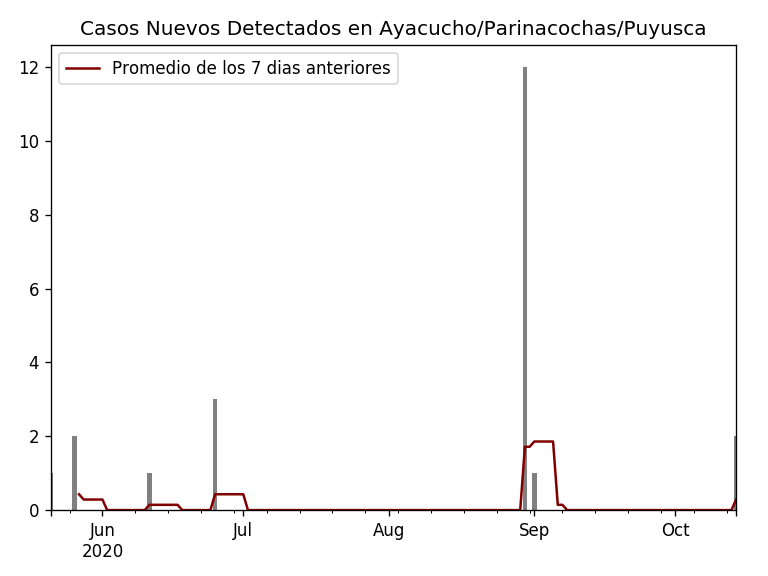 Casos Nuevos Detectados en Ayacucho/Parinacochas/Puyusca
Promedio de los 7 dias anteriores
12
10
8
6
4
2
0
Jun Jul Aug Sep Oct
2020